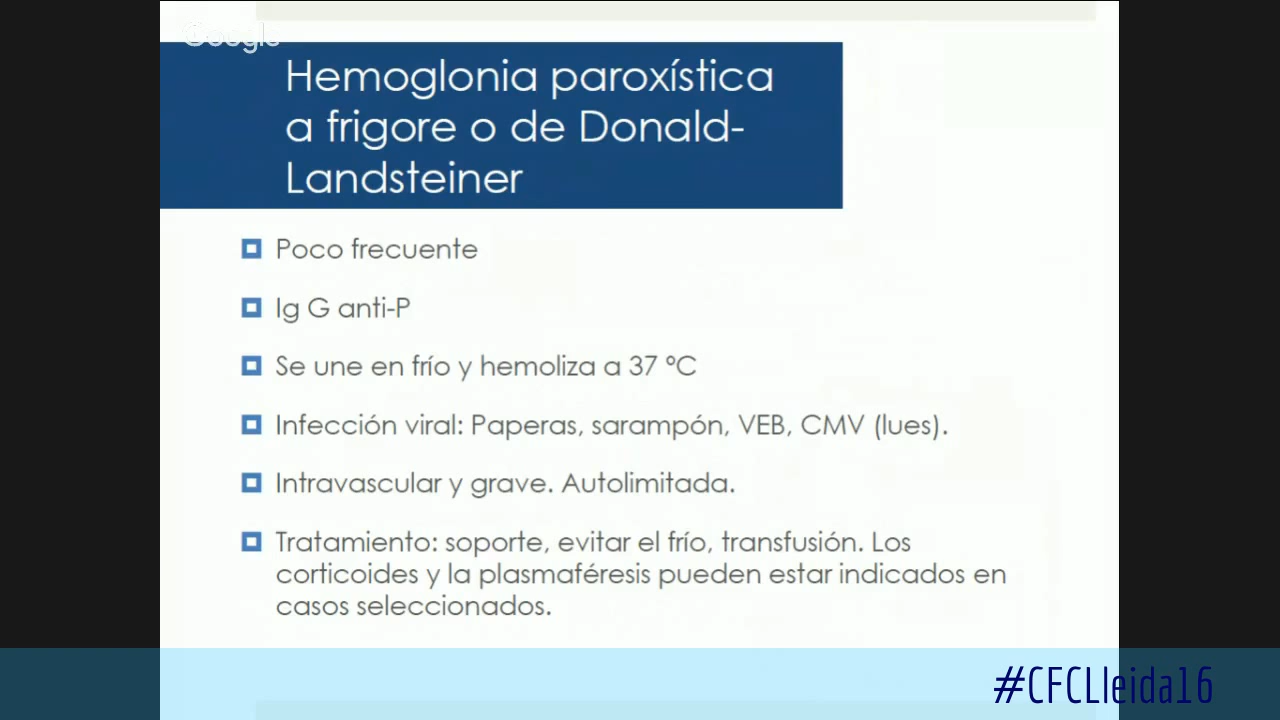 Google
Hemoglonia paroxística
a frigore o de Donald-
Landsteiner
Poco frecuente
Ig G anti-P
Se une en frío y hemoliza a 37 ºC
Infección viral: Paperas, sarampón, VEB, CMV (lues).
Intravascular y grave. Autolimitada.
Tratamiento: soporte, evitar el frío, transfusión. Los
corticoides y la plasmaféresis pueden estar indicados en
casos seleccionados.
#CFCLleida16